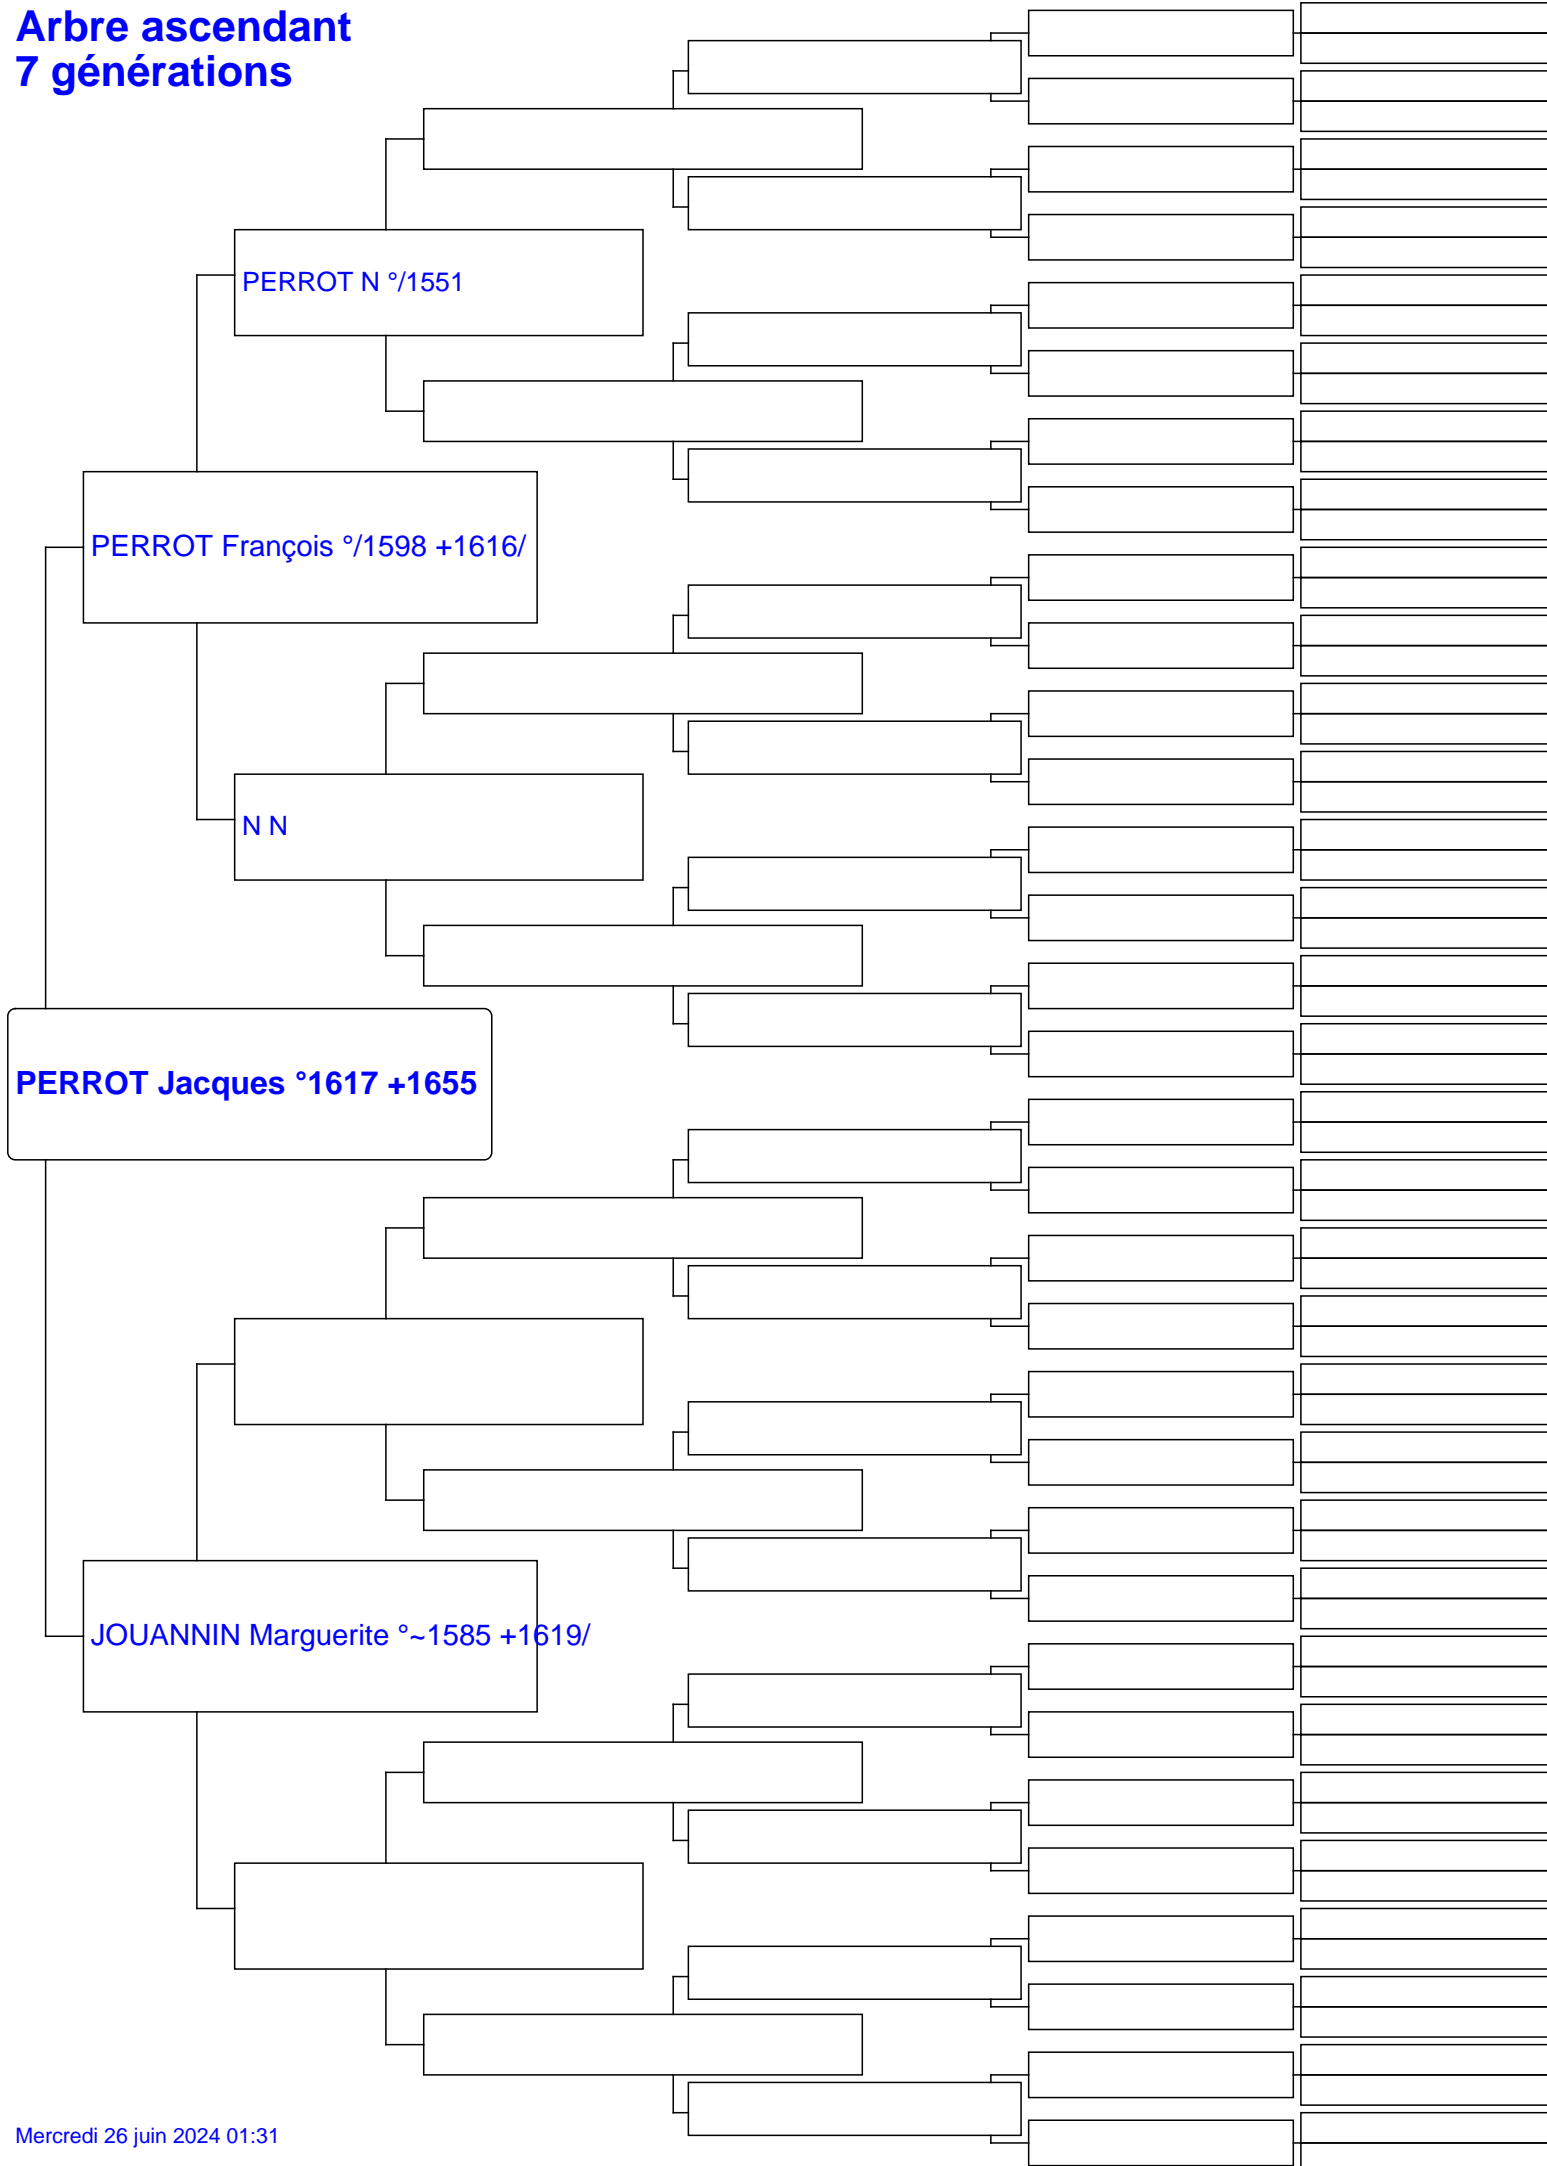 Arbre ascendant
7 générations
PERROT N °/1551
PERROT François °/1598 +1616/
N N
PERROT Jacques °1617 +1655
JOUANNIN Marguerite °~1585 +1619/
Mercredi 26 juin 2024 01:31